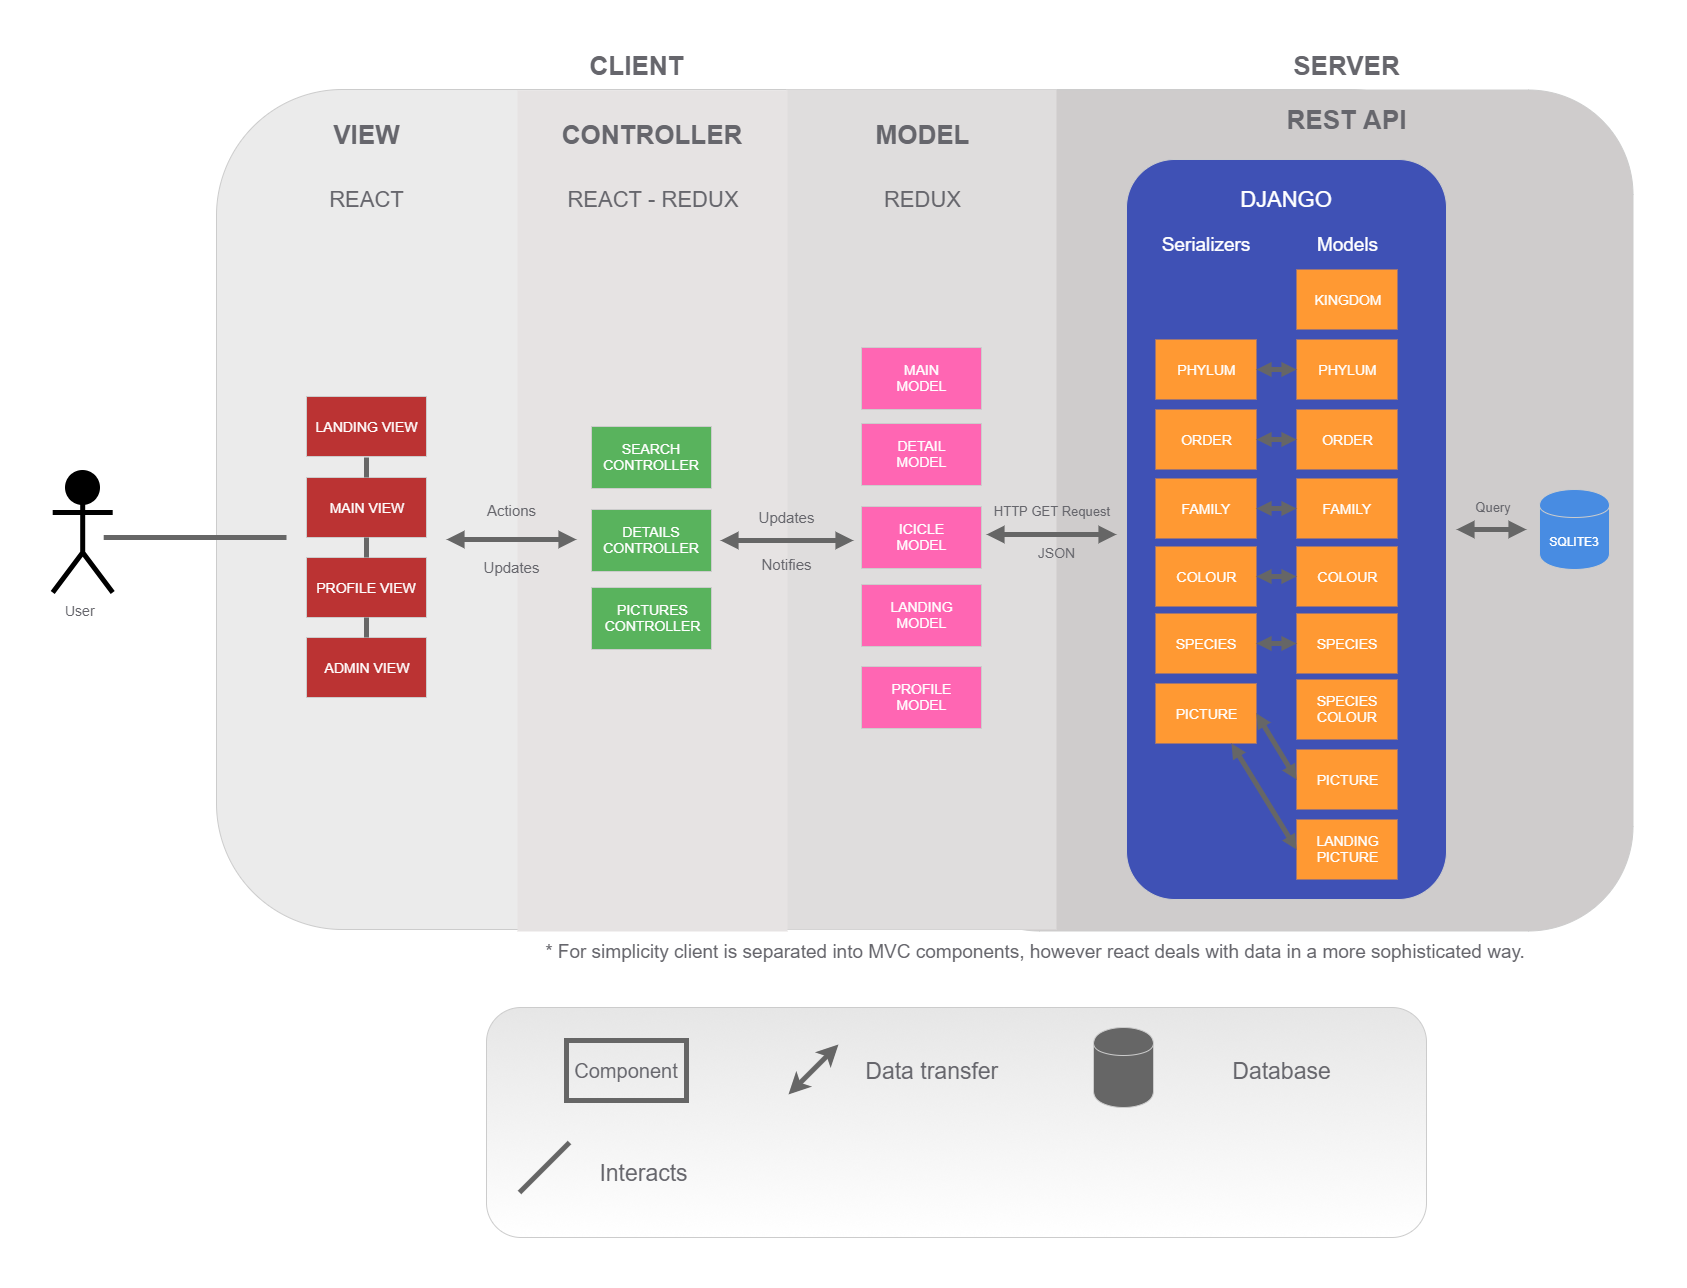 CLIENT
SERVER
VIEW
CONTROLLER
MODEL
REST API
REACT
REACT - REDUX
REDUX
DJANGO
Serializers
Models
LANDING VIEW
MAIN VIEW
PROFILE VIEW
ADMIN VIEW
User
Actions
Updates
SEARCH
CONTROLLER
DETAILS
CONTROLLER
PICTURES
CONTROLLER
Updates
Notifies
MAIN
MODEL
DETAIL
MODEL
ICICLE
MODEL
LANDING
MODEL
PROFILE
MODEL
HTTP GET Request
JSON
PHYLUM
ORDER
FAMILY
COLOUR
SPECIES
PICTURE
KINGDOM
PHYLUM
ORDER
FAMILY
COLOUR
SPECIES
SPECIES
COLOUR
PICTURE
LANDING
PICTURE
Query
SQLITE3
* For simplicity client is separated into MVC components, however react deals with data in a more sophisticated way.
Component
Data transfer
Database
Interacts